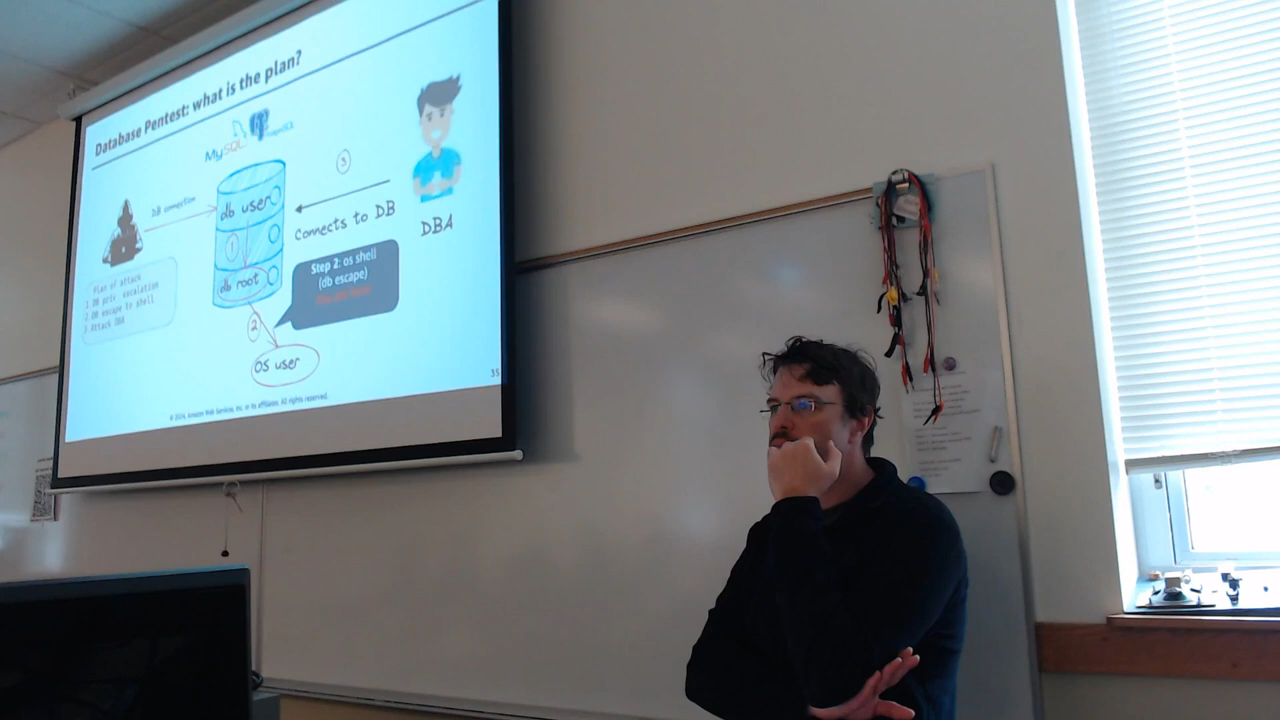 Database Pentest: what is the plan?
MySQL
3
DB connection
db user
Connects to DB
DBA
1
Step 2: os shell
(db escape)
db root
Plan of attack
1.DB priv escalation
2.DB escape to shell
3.Attack DBA
2
OS user
35
© 2024, Amazon Web Services, Inc. or its affiliates. All rights reserved.